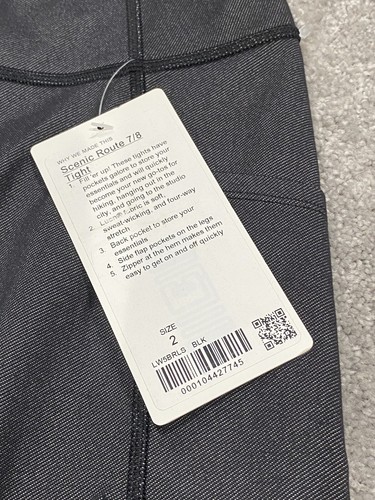 WHY WE MADE THIS
Scenic Route 7/8
Tight
1. Fill 'er up! These tights have
pockets galore to store your
essentials and will quickly
become your new go-tos for
hiking, hanging out in the
city, and going to the studio
2. fabric is soft,
sweat-wicking, and four-way
stretch
3. Back pocket to store your
essentials
4. Side flap pockets on the legs
5. Zipper at the hem makes them
easy to get on and off quickly
SIZE
2
LW5BRLS BLK
000104427745